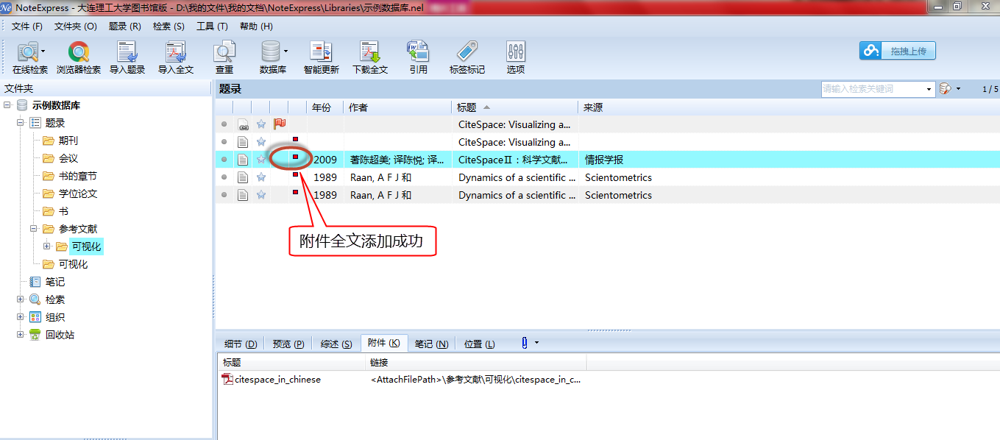 NoteExpress - 大连理工大学图书馆版 - D:\我的文件\我的文档\NoteExpress\Libraries\示例数据库.nel
文件 (F) 文件夹 (O) 题录 (R) 检索 (S) 工具 (T) 帮助 (H)
在线检索 浏览器检索 导入题录 导入全文 查重 数据库 智能更新 下载全文 引用 标签标记 选项 拖拽上传
文件夹
示例数据库
题录
期刊
会议
书的章节
学位论文
书
参考文献
可视化
可视化
笔记
检索
组织
回收站
题录 请输入检索关键词 1 / 5
年份 作者 标题 来源
CiteSpace: Visualizing a...
CiteSpace: Visualizing a...
2009 著陈超美; 译陈悦; 译... CiteSpaceⅡ：科学文献... 情报学报
1989 Raan, A F J 和 Dynamics of a scientific ... Scientometrics
1989 Raan, A F J 和 Dynamics of a scientific ... Scientometrics
附件全文添加成功
细节 (D) 预览 (P) 综述 (S) 附件 (K) 笔记 (N) 位置 (L)
标题 链接
citespace_in_chinese <AttachFilePath>\参考文献\可视化\citespace_in_c...